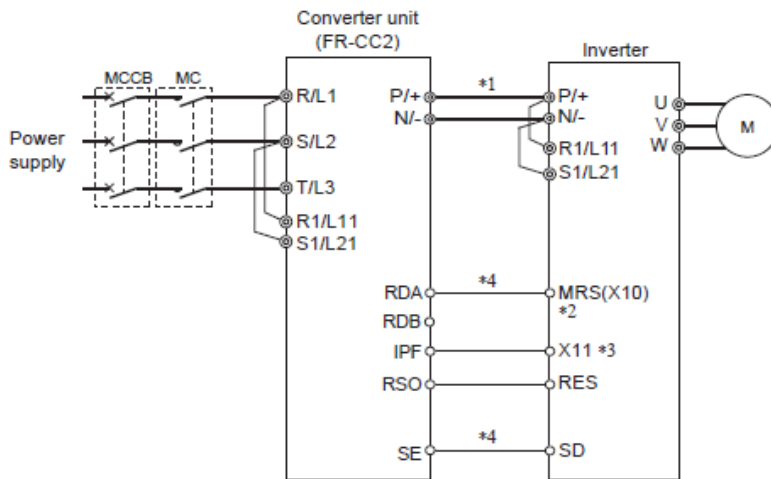 Converter unit
(FR-CC2)
Inverter
MCCB
MC
R/L1
P/+
*1
P/+
U
N/-
N/-
V
M
Power
supply
S/L2
R1/L11
W
S1/L21
T/L3
R1/L11
S1/L21
RDA
*4
MRS(X10)
*2
RDB
IPF
X11 *3
RSO
RES
SE
*4
SD